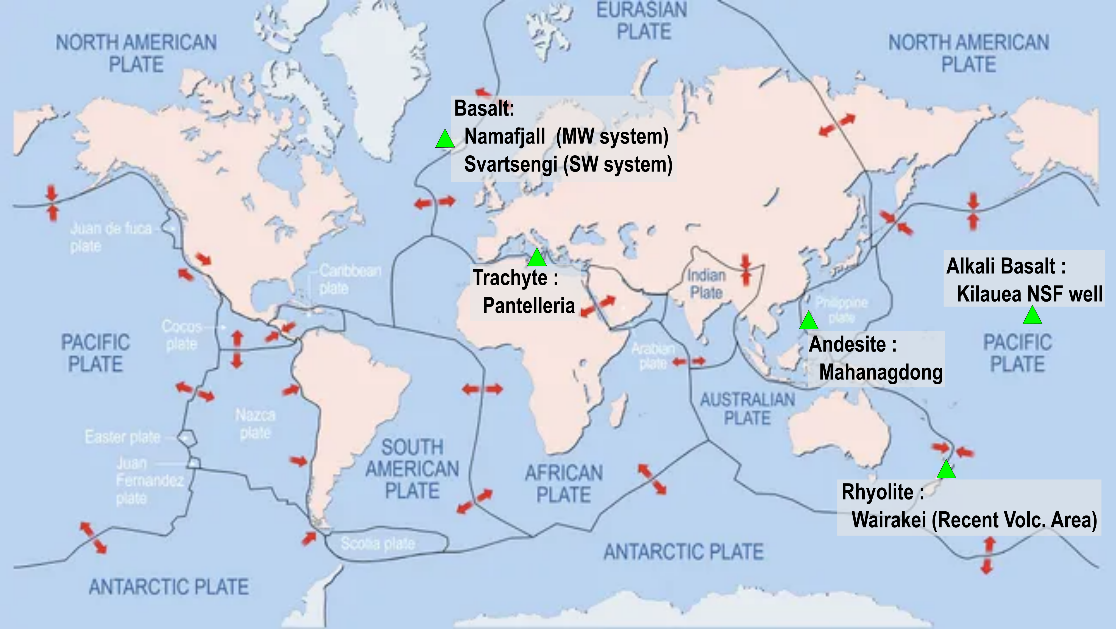 EURASIAN
PLATE
NORTH AMERICAN
PLATE
NORTH AMERICAN
PLATE
Basalt:
Namafjall (MW system)
Svartsengi (SW system)
Juan de fuca
plate
Caribbean
plate
Trachyte :
Pantelleria
Indian
Plate
Alkali Basalt :
Kilauea NSF well
Philippine
plate
Cocos
plate
PACIFIC
PLATE
Arabian
plate
Andesite :
Mahanagdong
PACIFIC
PLATE
Nazca
plate
AUSTRALIAN
PLATE
Easter plate
Juan
Fernandez
plate
SOUTH
AMERICAN
PLATE
AFRICAN
PLATE
Rhyolite :
Wairakei (Recent Volc. Area)
Scotia plate
ANTARCTIC PLATE
ANTARCTIC PLATE